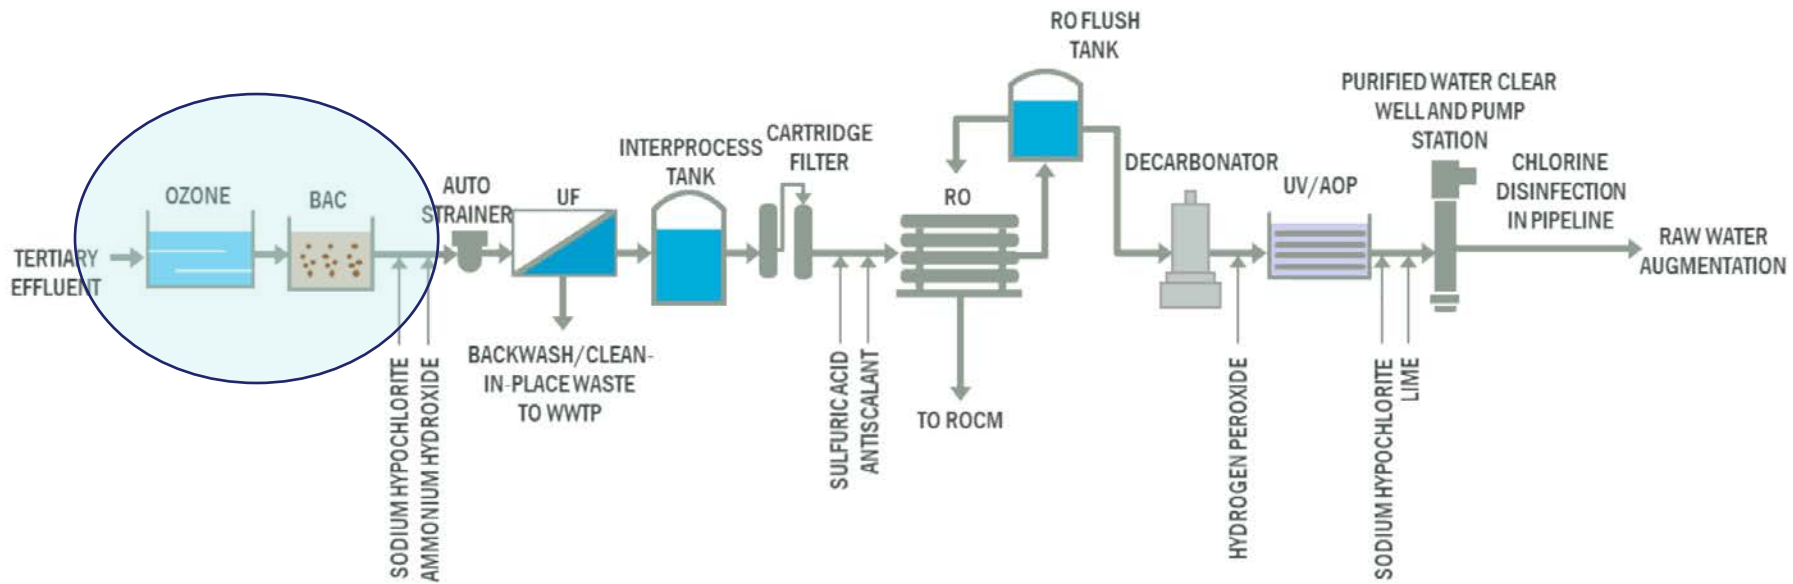 TERTIARY
EFFLUENT
OZONE
BAC
SODIUM HYPOCHLORITE
AMMONIUM HYDROXIDE
AUTO
STRAINER
UF
BACKWASH/CLEAN-
IN-PLACE WASTE
TO WWTP
INTERPROCESS
TANK
CARTRIDGE
FILTER
SULFURIC ACID
ANTISCALANT
RO
TO ROCM
RO FLUSH
TANK
DECARBONATOR
HYDROGEN PEROXIDE
UV/AOP
SODIUM HYPOCHLORITE
LIME
PURIFIED WATER CLEAR
WELL AND PUMP
STATION
CHLORINE
DISINFECTION
IN PIPELINE
RAW WATER
AUGMENTATION